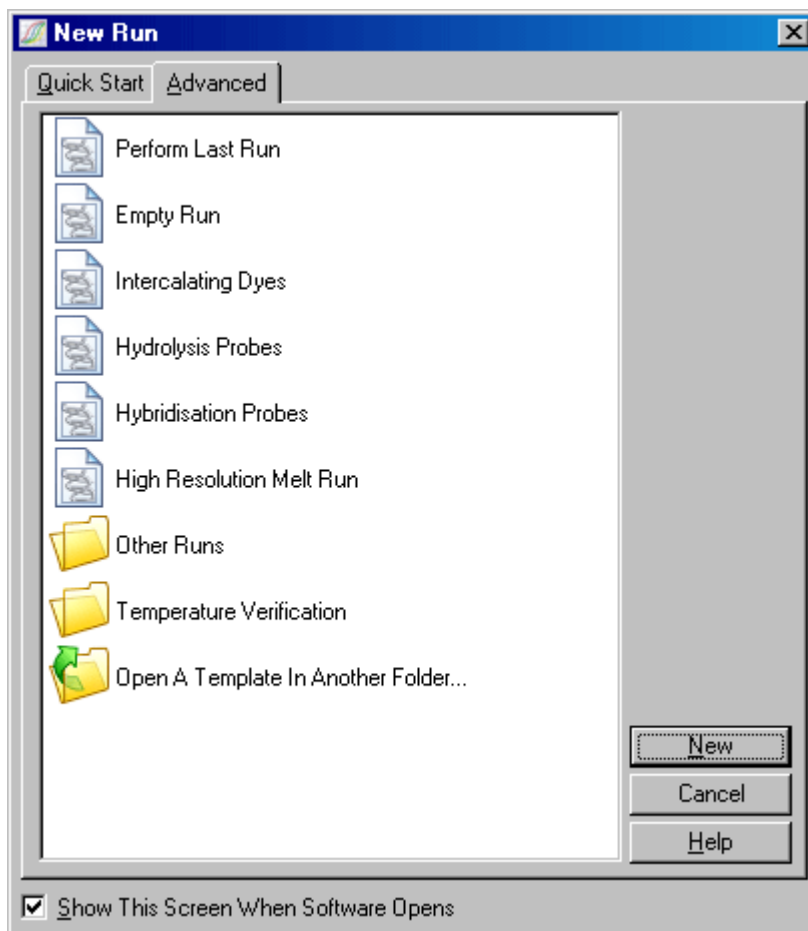 New Run
Quick Start Advanced
Perform Last Run
Empty Run
Intercalating Dyes
Hydrolysis Probes
Hybridisation Probes
High Resolution Melt Run
Other Runs
Temperature Verification
Open A Template In Another Folder...
New
Cancel
Help
Show This Screen When Software Opens